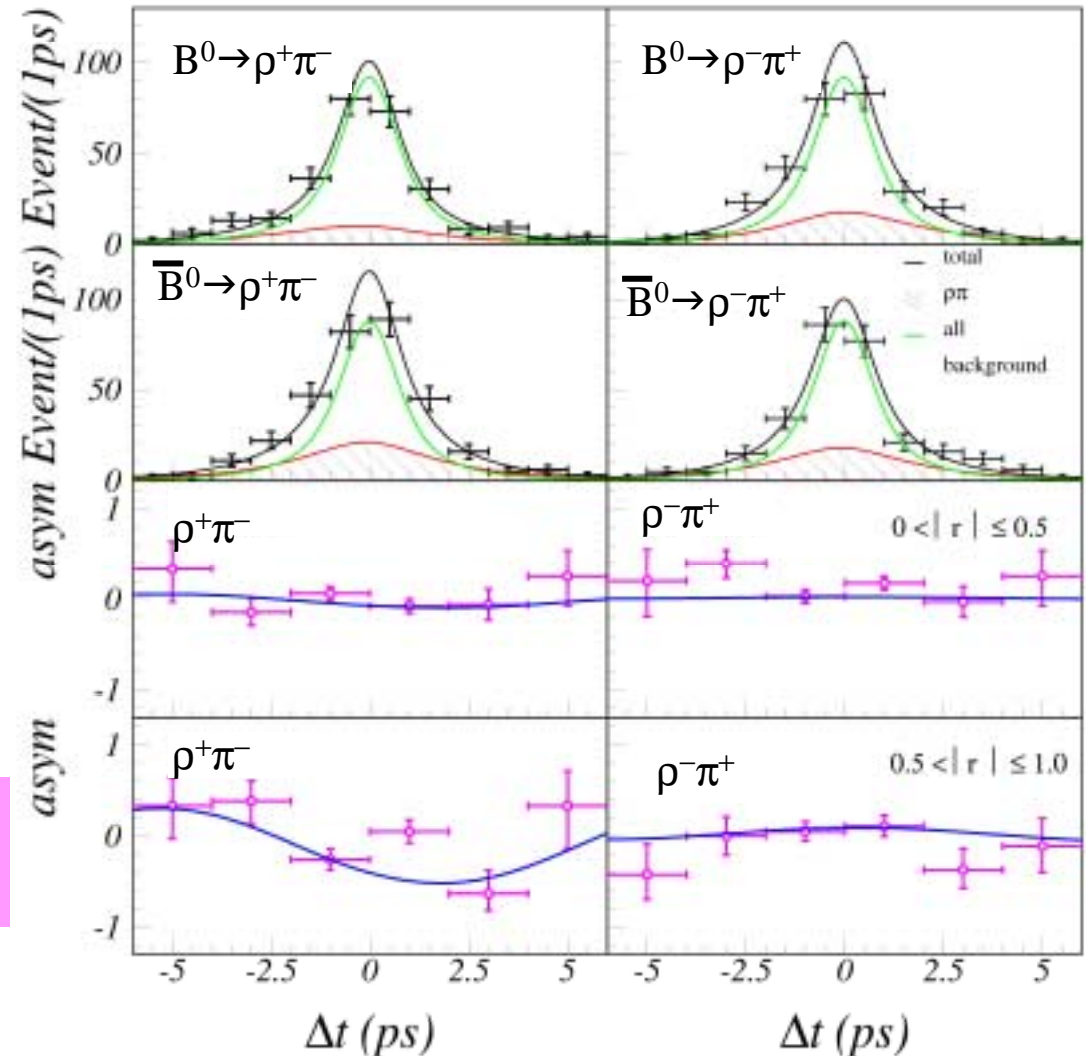 Event/(1ps)
100
50
0
B⁰→ρ⁺π⁻
B⁰→ρ⁻π⁺
Event/(1ps)
100
50
0
B̅⁰→ρ⁺π⁻
B̅⁰→ρ⁻π⁺
total
ρπ
all
background
asym
1
0
-1
ρ⁺π⁻
ρ⁻π⁺
0 <| r | ≤ 0.5
asym
1
0
-1
ρ⁺π⁻
ρ⁻π⁺
0.5 <| r | ≤ 1.0
-5 -2.5 0 2.5 5
-5 -2.5 0 2.5 5
Δt (ps)
Δt (ps)